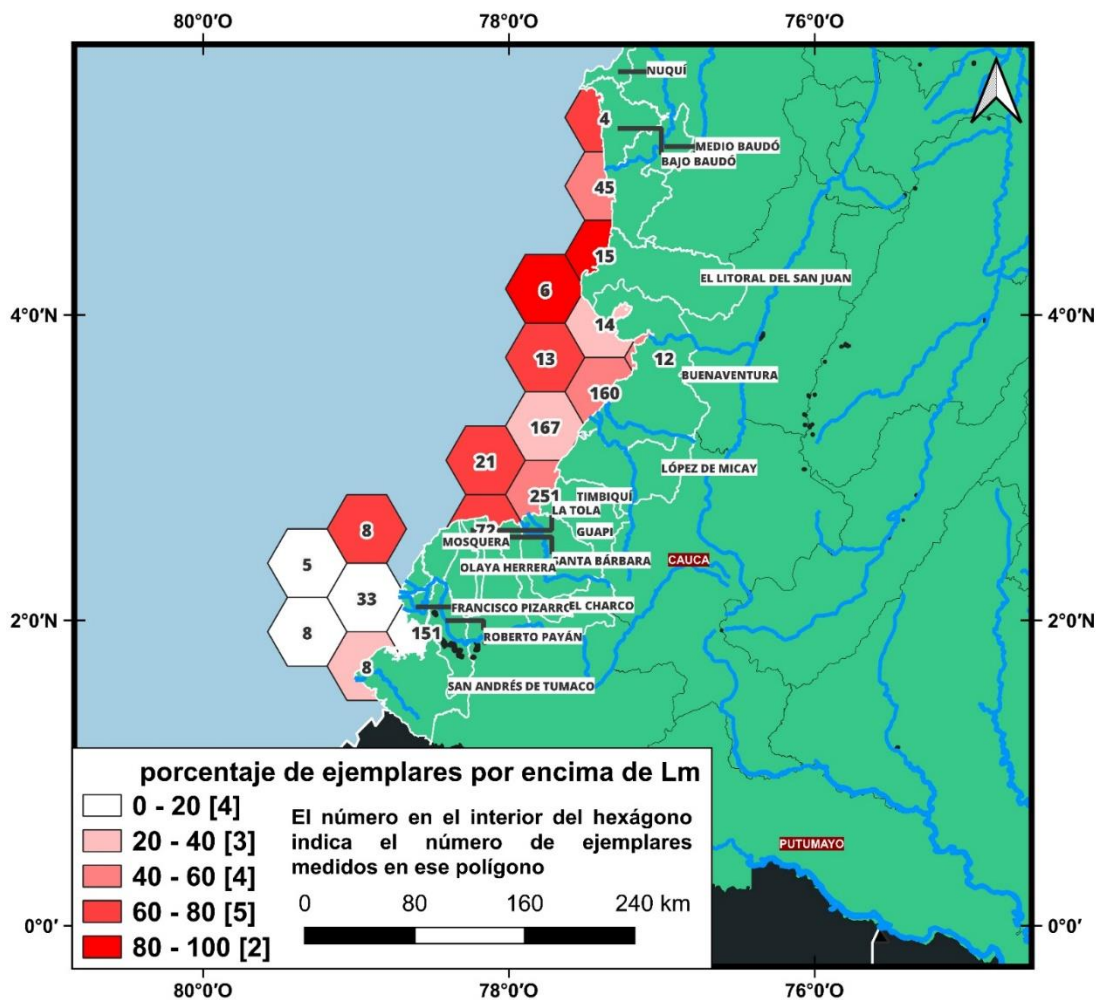 80°0′O 78°0′O 76°0′O
NUQUÍ
4
MEDIO BAUDÓ
BAJO BAUDÓ
45
15
EL LITORAL DEL SAN JUAN
6
4°0′N 4°0′N
14
13
12
BUENAVENTURA
160
167
21
LÓPEZ DE MICAY
251
TIMBIQUÍ
LA TOLA
8
72
GUAPI
MOSQUERA
5
OLAYA HERRERA
SANTA BÁRBARA
CAUCA
33
FRANCISCO PIZARRO
EL CHARCO
2°0′N 2°0′N
8
151
ROBERTO PAYÁN
8
SAN ANDRÉS DE TUMACO
porcentaje de ejemplares por encima de Lm
0 - 20 [4]
20 - 40 [3]
40 - 60 [4]
60 - 80 [5]
80 - 100 [2]
El número en el interior del hexágono
indica el número de ejemplares
medidos en ese polígono
0 80 160 240 km
PUTUMAYO
0°0′ 0°0′
80°0′O 78°0′O 76°0′O